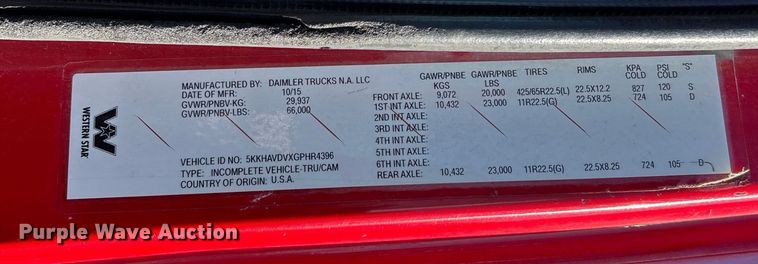 WESTERN STAR
MANUFACTURED BY: DAIMLER TRUCKS N.A. LLC
DATE OF MFR: 10/15
GVWR/PNBV-KG: 29,937
GVWR/PNBV-LBS: 66,000
VEHICLE ID NO: 5KKHAVDVXGPHR4396
TYPE: INCOMPLETE VEHICLE-TRU/CAM
COUNTRY OF ORIGIN: U.S.A.
GAWR/PNBE KGS GAWR/PNBE LBS TIRES RIMS KPA COLD PSI COLD "S"
FRONT AXLE: 9,072 20,000 425/65R22.5(L) 22.5X12.2 827 120 S
1ST INT AXLE: 10,432 23,000 11R22.5(G) 22.5X8.25 724 105 D
2ND INT AXLE:
3RD INT AXLE:
4TH INT AXLE:
5TH INT AXLE:
6TH INT AXLE:
REAR AXLE: 10,432 23,000 11R22.5(G) 22.5X8.25 724 105 D
Purple Wave Auction